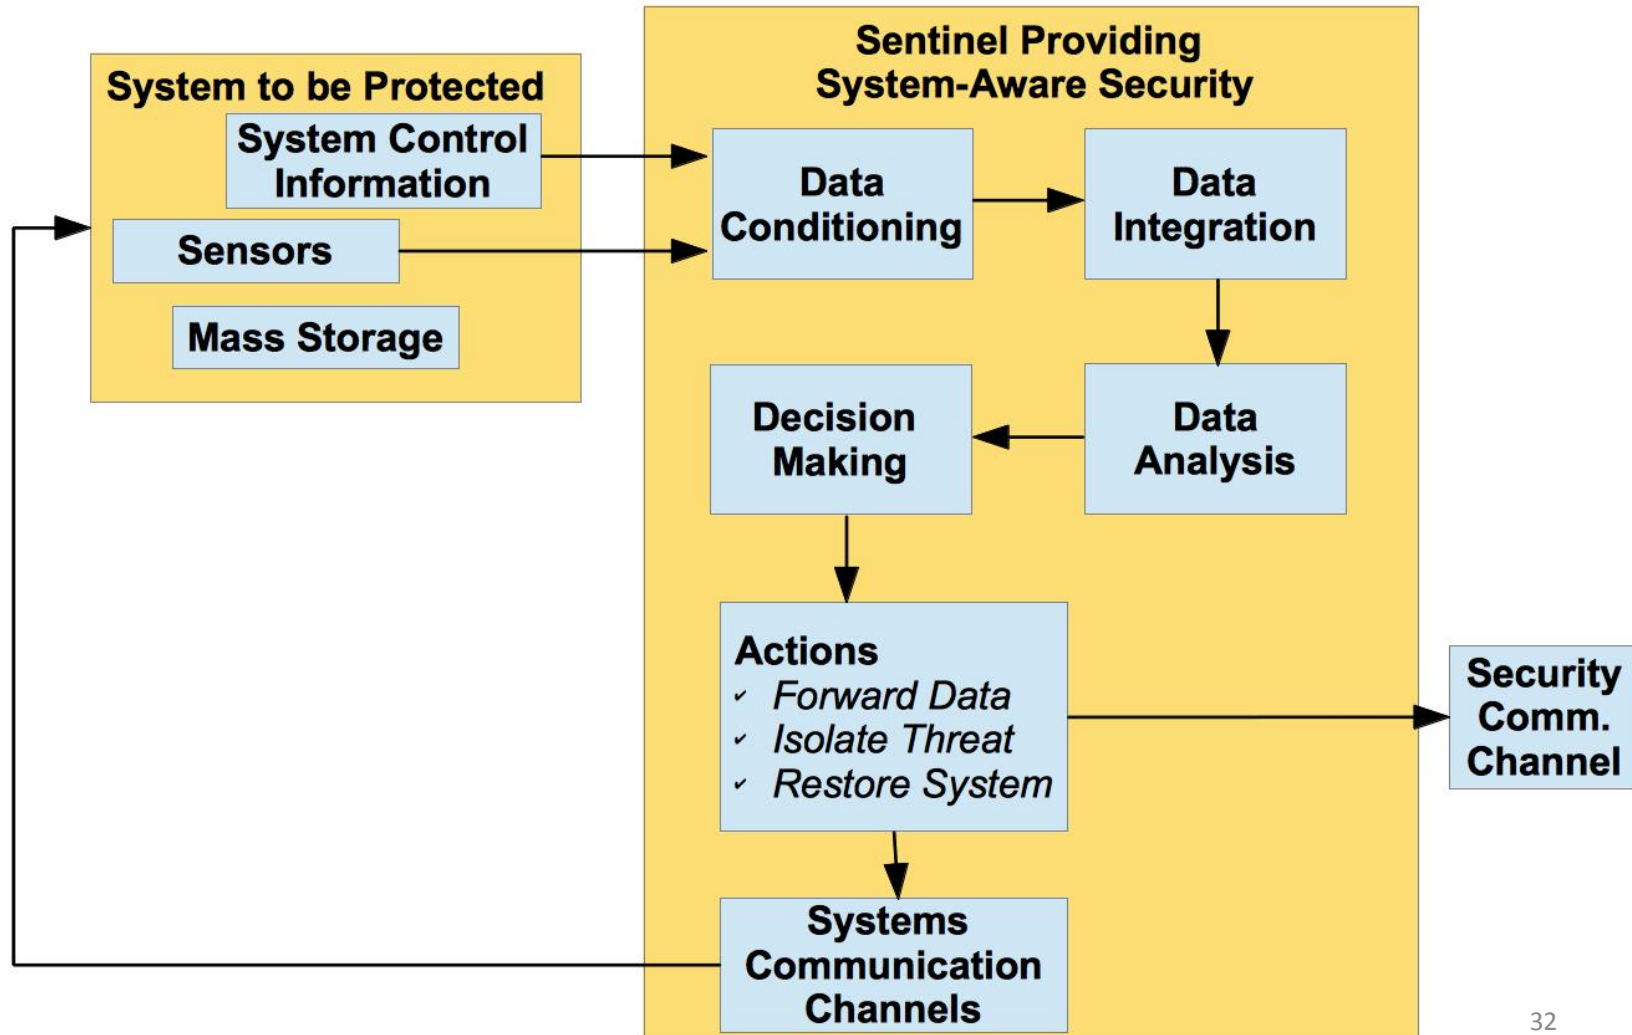 System to be Protected
System Control
Information
Sensors
Mass Storage
Sentinel Providing
System-Aware Security
Data
Conditioning
Data
Integration
Decision
Making
Data
Analysis
Actions
✓ Forward Data
✓ Isolate Threat
✓ Restore System
Security
Comm.
Channel
Systems
Communication
Channels
32